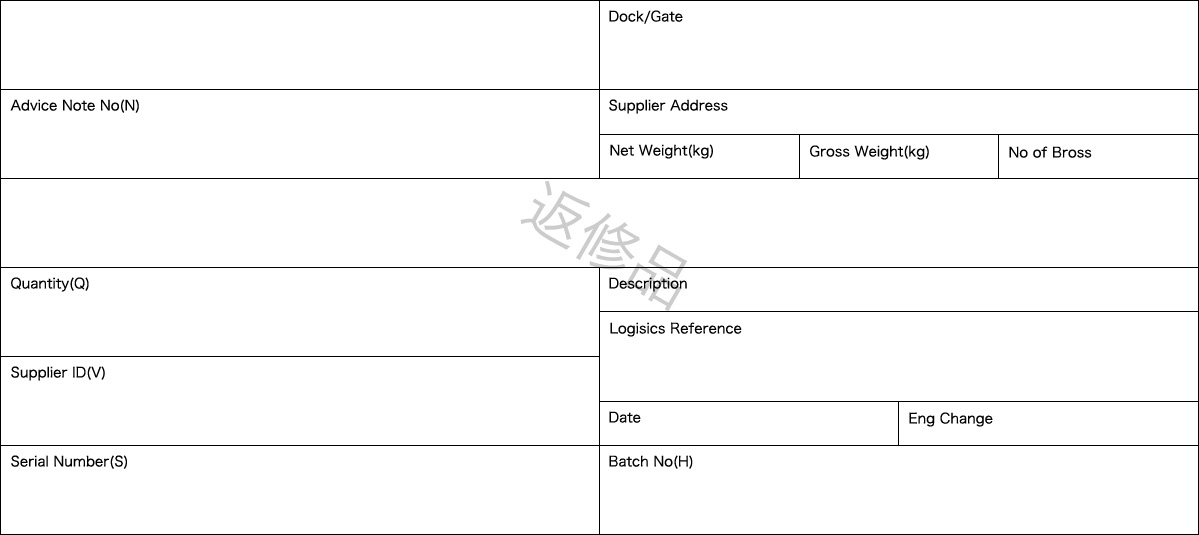 Dock/Gate
Advice Note No(N)
Supplier Address
Net Weight(kg)
Gross Weight(kg)
No of Bross
返修品
Quantity(Q)
Description
Logisics Reference
Supplier ID(V)
Date
Eng Change
Serial Number(S)
Batch No(H)